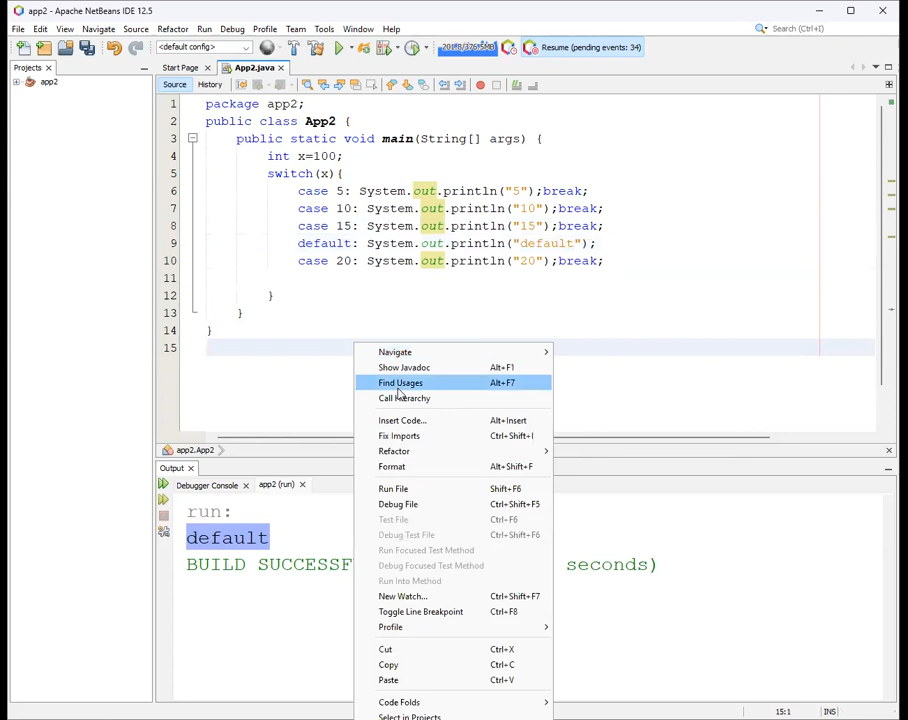 app2 - Apache NetBeans IDE 12.5
File Edit View Navigate Source Refactor Run Debug Profile Team Tools Window Help
Search (Ctrl+I)
<default config>
Resume (pending events: 34)
Projects
Start Page
App2.java
app2
Source
History
1 package app2;
2 public class App2 {
3 public static void main(String[] args) {
4 int x=100;
5 switch(x){
6 case 5: System.out.println("5");break;
7 case 10: System.out.println("10");break;
8 case 15: System.out.println("15");break;
9 default: System.out.println("default");
10 case 20: System.out.println("20");break;
11
12 }
13 }
14 }
15
Navigate
Show Javadoc Alt+F1
Find Usages Alt+F7
Call Hierarchy
Insert Code... Alt+Insert
Fix Imports Ctrl+Shift+I
Refactor
Format Alt+Shift+F
Run File Shift+F6
Debug File Ctrl+Shift+F5
Test File Ctrl+F6
Debug Test File Ctrl+Shift+F6
Run Focused Test Method
Debug Focused Test Method
Run Into Method
New Watch... Ctrl+Shift+F7
Toggle Line Breakpoint Ctrl+F8
Profile
Cut Ctrl+X
Copy Ctrl+C
Paste Ctrl+V
Code Folds
Select in Projects
app2.App2
Output
Debugger Console
app2 (run)
run:
default
BUILD SUCCESSF
seconds)
15:1
INS